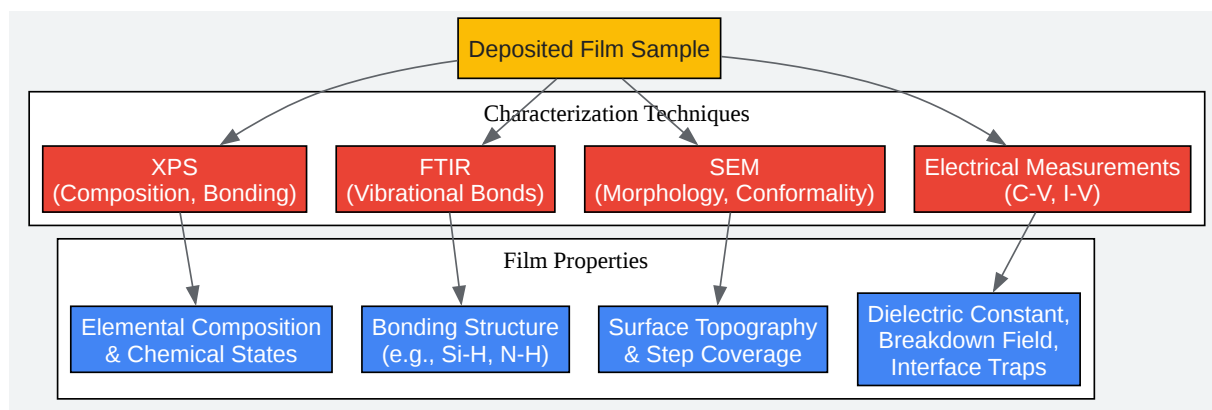 Deposited Film Sample
Characterization Techniques
XPS
(Composition, Bonding)
FTIR
(Vibrational Bonds)
SEM
(Morphology, Conformality)
Electrical Measurements
(C-V, I-V)
Film Properties
Elemental Composition
& Chemical States
Bonding Structure
(e.g., Si-H, N-H)
Surface Topography
& Step Coverage
Dielectric Constant,
Breakdown Field,
Interface Traps